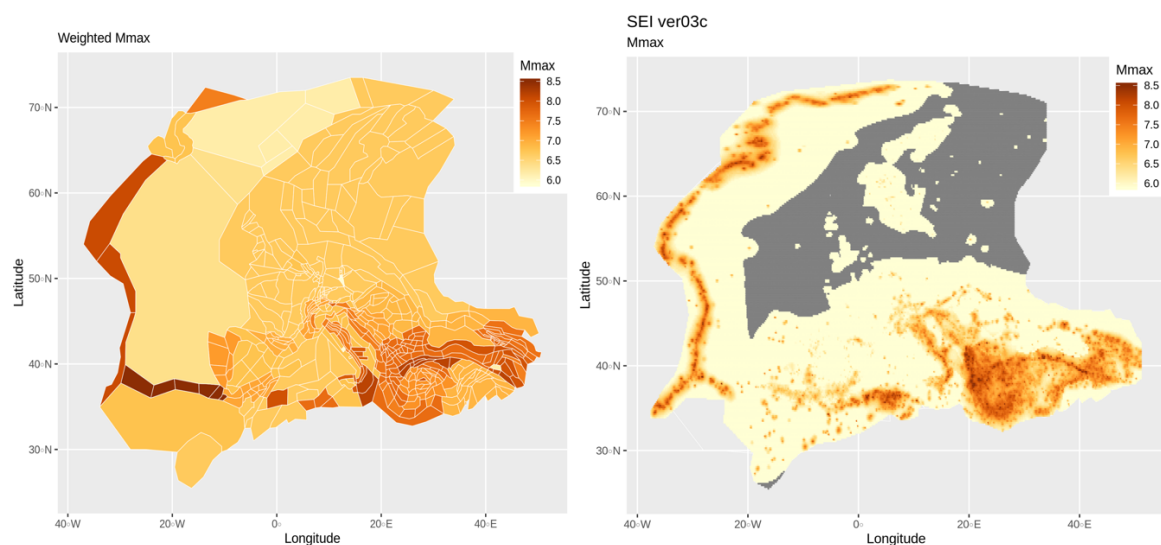 Weighted Mmax
Mmax
8.5
8.0
7.5
7.0
6.5
6.0
70°N
60°N
50°N
40°N
30°N
Latitude
40°W
20°W
0°
20°E
40°E
Longitude
SEI ver03c
Mmax
Mmax
8.5
8.0
7.5
7.0
6.5
6.0
70°N
60°N
50°N
40°N
30°N
Latitude
40°W
20°W
0°
20°E
40°E
Longitude